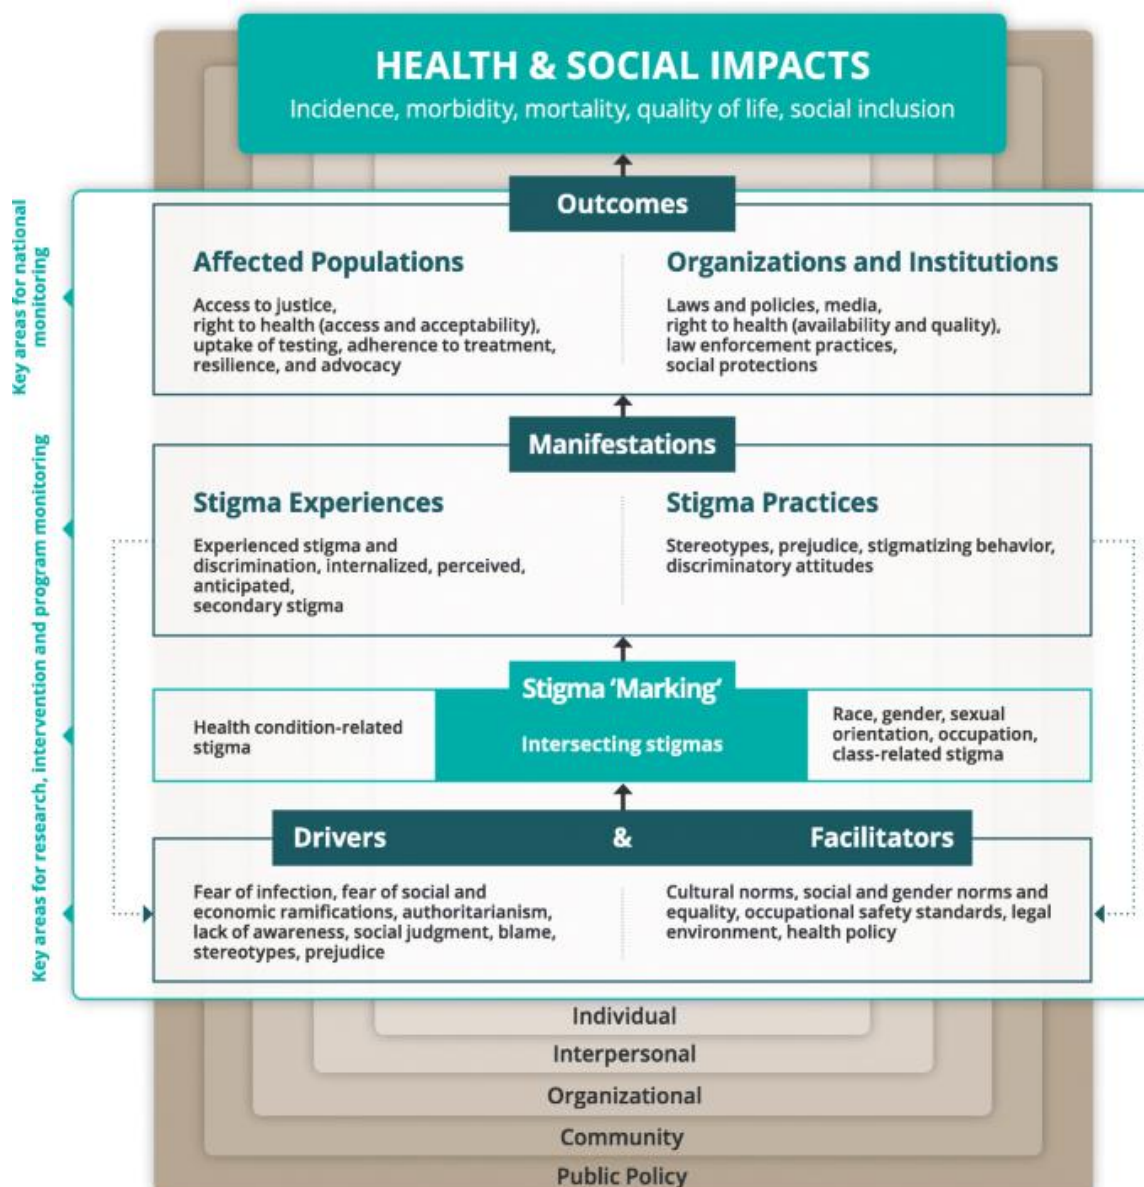 HEALTH & SOCIAL IMPACTS
Incidence, morbidity, mortality, quality of life, social inclusion
Key areas for national
monitoring
Outcomes
Affected Populations
Access to justice,
right to health (access and acceptability),
uptake of testing, adherence to treatment,
resilience, and advocacy
Organizations and Institutions
Laws and policies, media,
right to health (availability and quality),
law enforcement practices,
social protections
Key areas for research, intervention and program monitoring
Manifestations
Stigma Experiences
Experienced stigma and
discrimination, internalized, perceived,
anticipated,
secondary stigma
Stigma Practices
Stereotypes, prejudice, stigmatizing behavior,
discriminatory attitudes
Stigma ‘Marking’
Health condition-related
stigma
Intersecting stigmas
Race, gender, sexual
orientation, occupation,
class-related stigma
Drivers & Facilitators
Fear of infection, fear of social and
economic ramifications, authoritarianism,
lack of awareness, social judgment, blame,
stereotypes, prejudice
Cultural norms, social and gender norms and
equality, occupational safety standards, legal
environment, health policy
Individual
Interpersonal
Organizational
Community
Public Policy